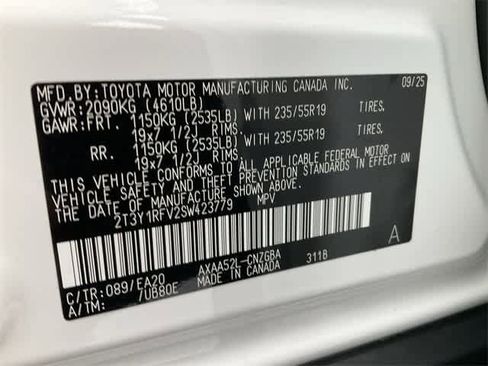 MFD. BY: TOYOTA MOTOR MANUFACTURING CANADA INC. 09/25
GVWR: 2090KG (4610LB)
GAWR: FRT. 1150KG (2535LB) WITH 235/55R19 TIRES.
19x7 1/2J RIMS.
RR. 1150KG (2535LB) WITH 235/55R19 TIRES.
19x7 1/2J RIMS.
THIS VEHICLE CONFORMS TO ALL APPLICABLE FEDERAL MOTOR
VEHICLE SAFETY AND THEFT PREVENTION STANDARDS IN EFFECT ON
THE DATE OF MANUFACTURE SHOWN ABOVE.
2T3Y1RFV2SW423779 MPV
A
C/TR: 089/EA20 AXAA52L-CNZGBA 311B
A/TM: /UB80E MADE IN CANADA